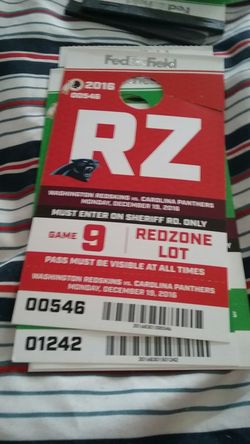 FedExField
2016
00546
RZ
WASHINGTON REDSKINS vs. CAROLINA PANTHERS
MONDAY, DECEMBER 19, 2016
MUST ENTER ON SHERIFF RD. ONLY
GAME 9 REDZONE LOT
PASS MUST BE VISIBLE AT ALL TIMES
WASHINGTON REDSKINS vs. CAROLINA PANTHERS
MONDAY, DECEMBER 19, 2016
00546
01242